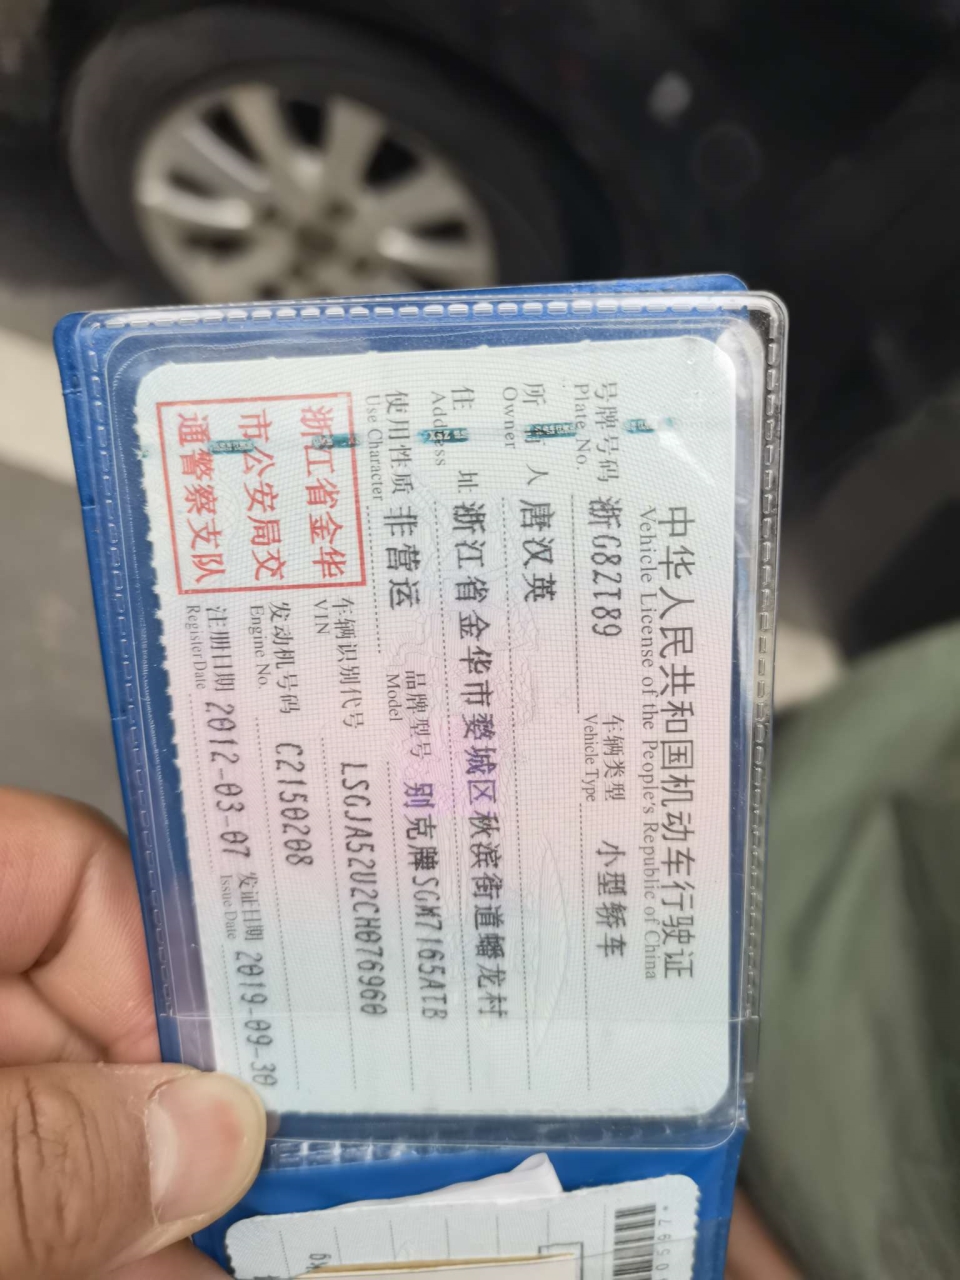 中华人民共和国机动车行驶证
Vehicle License of the People's Republic of China
号牌号码 浙G82T89 车辆类型 小型轿车
Plate No. Vehicle Type
所有人 唐汉英
Owner
住址 浙江省金华市婺城区秋滨街道蟠龙村
Address
使用性质 非营运 品牌型号 别克牌SGM7165ATB
Use Character Model
浙江省金华
市公安局交
通警察支队
车辆识别代号 LSGJA52U2CH076960
VIN
发动机号码 C2150208
Engine No.
注册日期 2012-03-07 发证日期 2019-09-30
Register Date Issue Date